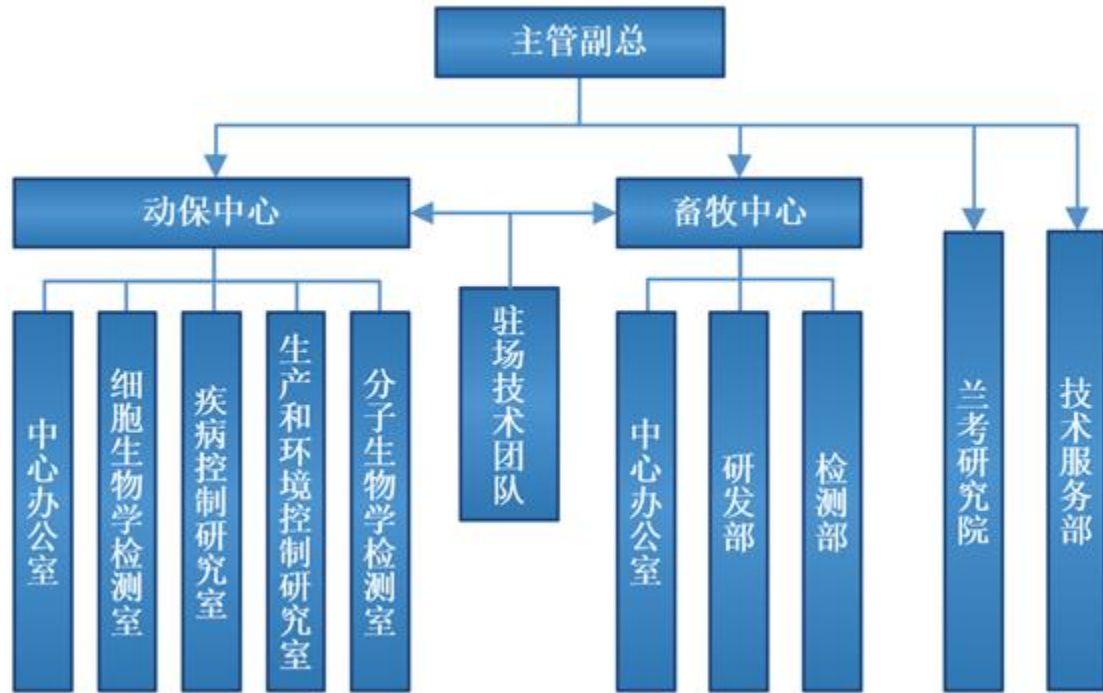 主管副总
动保中心
畜牧中心
中心办公室
细胞生物学检测室
疾病控制研究室
生产和环境控制研究室
分子生物学检测室
驻场技术团队
中心办公室
研发部
检测部
兰考研究院
技术服务部